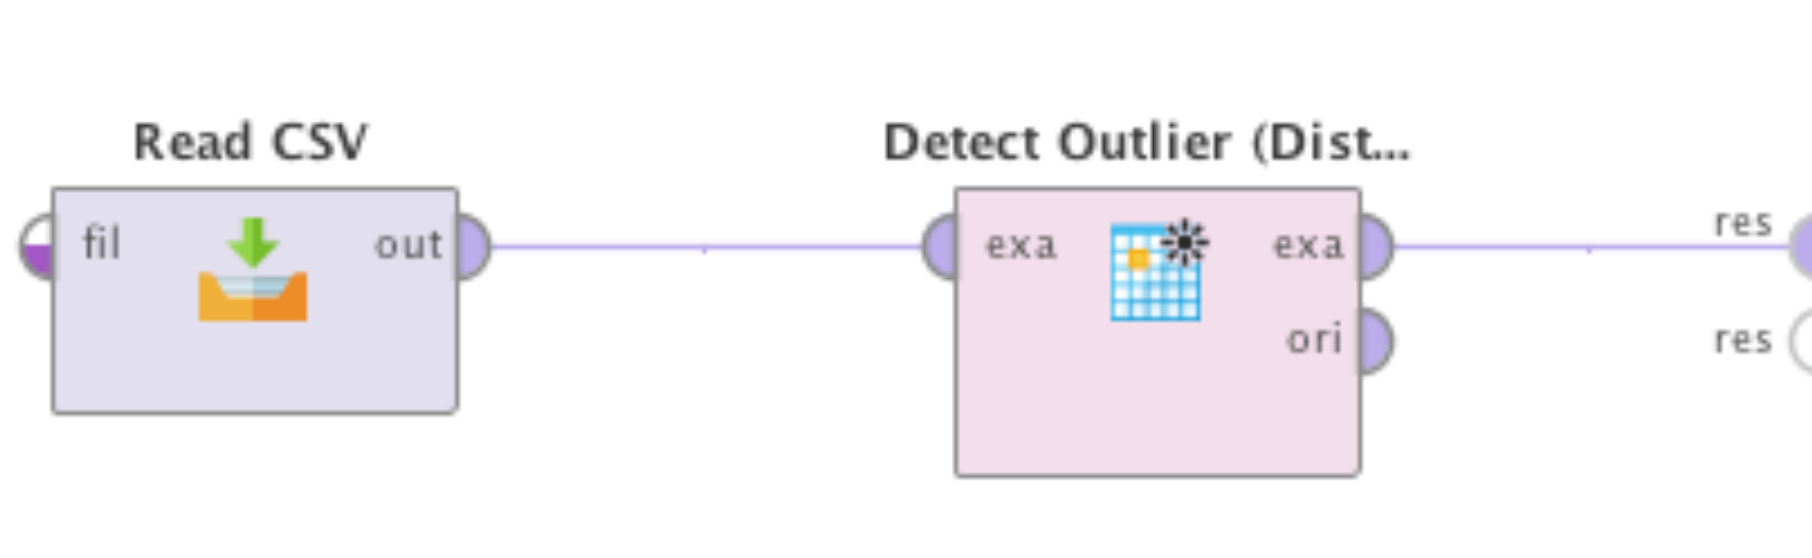 Read CSV
Detect Outlier (Dist...
fil
out
exa
exa
res
ori
res